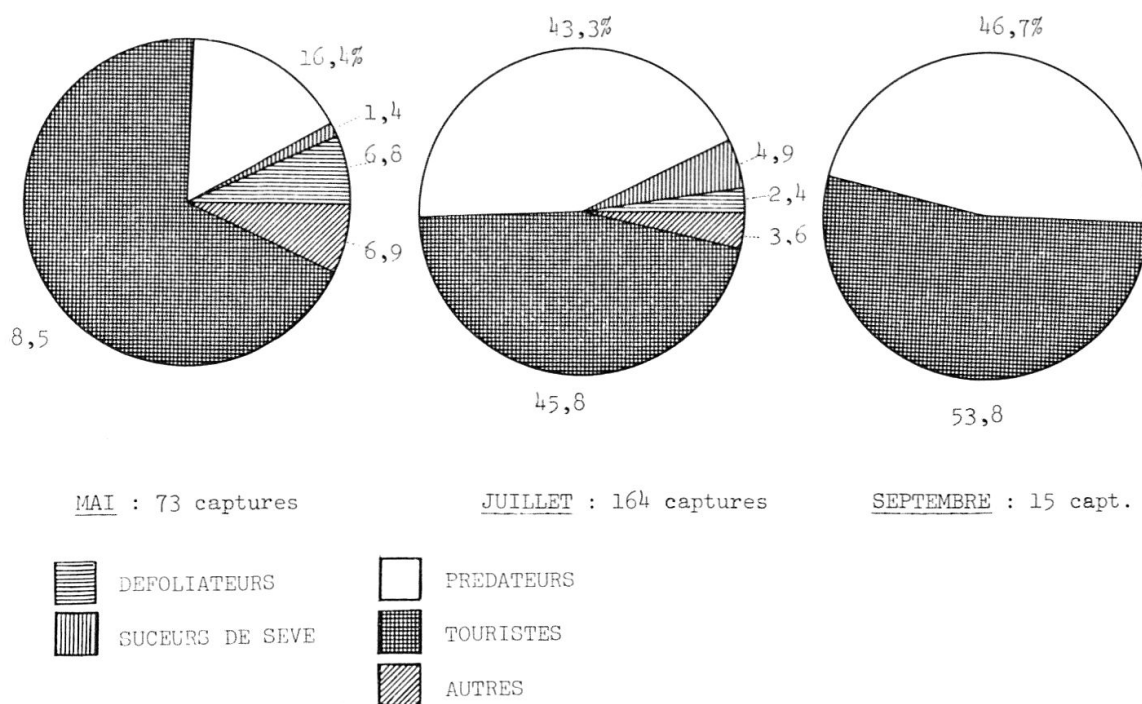 16,4%
1,4
6,8
6,9
8,5
43,3%
4,9
2,4
3,6
45,8
46,7%
53,8
MAI : 73 captures
JUILLET : 164 captures
SEPTEMBRE : 15 capt.
DEFOLIATEURS
SUCEURS DE SEVE
PREDATEURS
TOURISTES
AUTRES